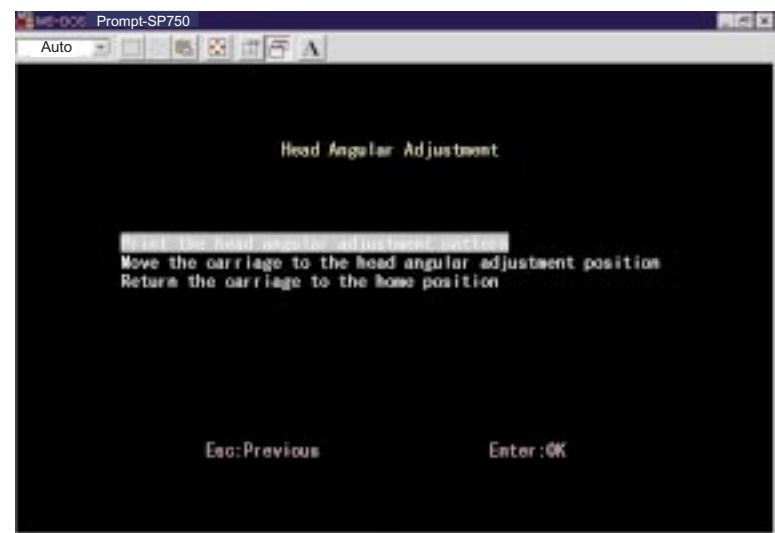 MS-DOS Prompt-SP750
Auto
A
Head Angular Adjustment
Print the head angular adjustment pattern
Move the carriage to the head angular adjustment position
Return the carriage to the home position
Esc:Previous Enter:OK